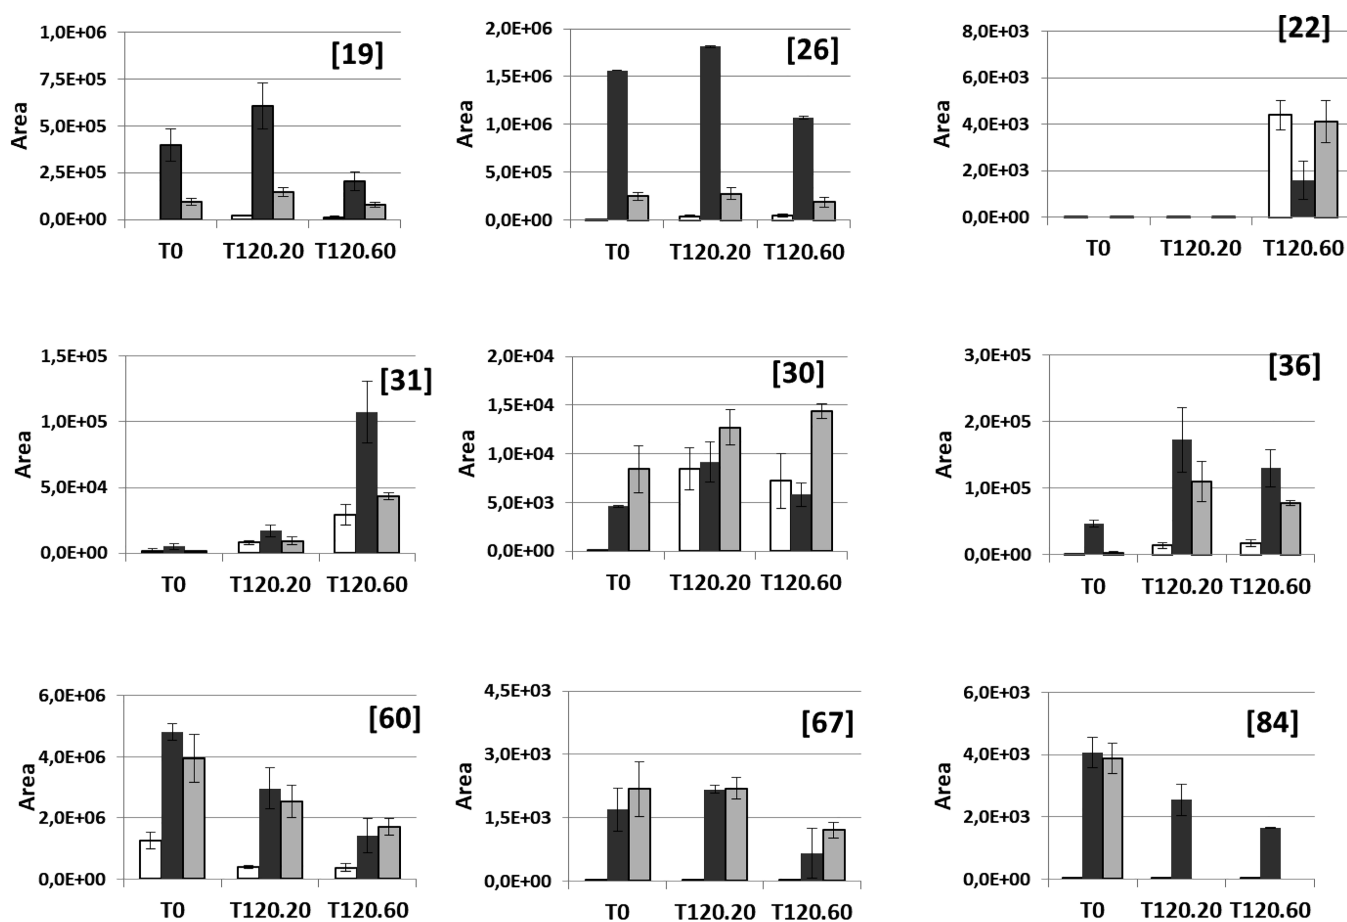 [19]
Area
1,0E+06
7,5E+05
5,0E+05
2,5E+05
0,0E+00
T0 T120.20 T120.60
[26]
Area
2,0E+06
1,5E+06
1,0E+06
5,0E+05
0,0E+00
T0 T120.20 T120.60
[22]
Area
8,0E+03
6,0E+03
4,0E+03
2,0E+03
0,0E+00
T0 T120.20 T120.60
[31]
Area
1,5E+05
1,0E+05
5,0E+04
0,0E+00
T0 T120.20 T120.60
[30]
Area
2,0E+04
1,5E+04
1,0E+04
5,0E+03
0,0E+00
T0 T120.20 T120.60
[36]
Area
3,0E+05
2,0E+05
1,0E+05
0,0E+00
T0 T120.20 T120.60
[60]
Area
6,0E+06
4,0E+06
2,0E+06
0,0E+00
T0 T120.20 T120.60
[67]
Area
4,5E+03
3,0E+03
1,5E+03
0,0E+00
T0 T120.20 T120.60
[84]
Area
6,0E+03
4,0E+03
2,0E+03
0,0E+00
T0 T120.20 T120.60